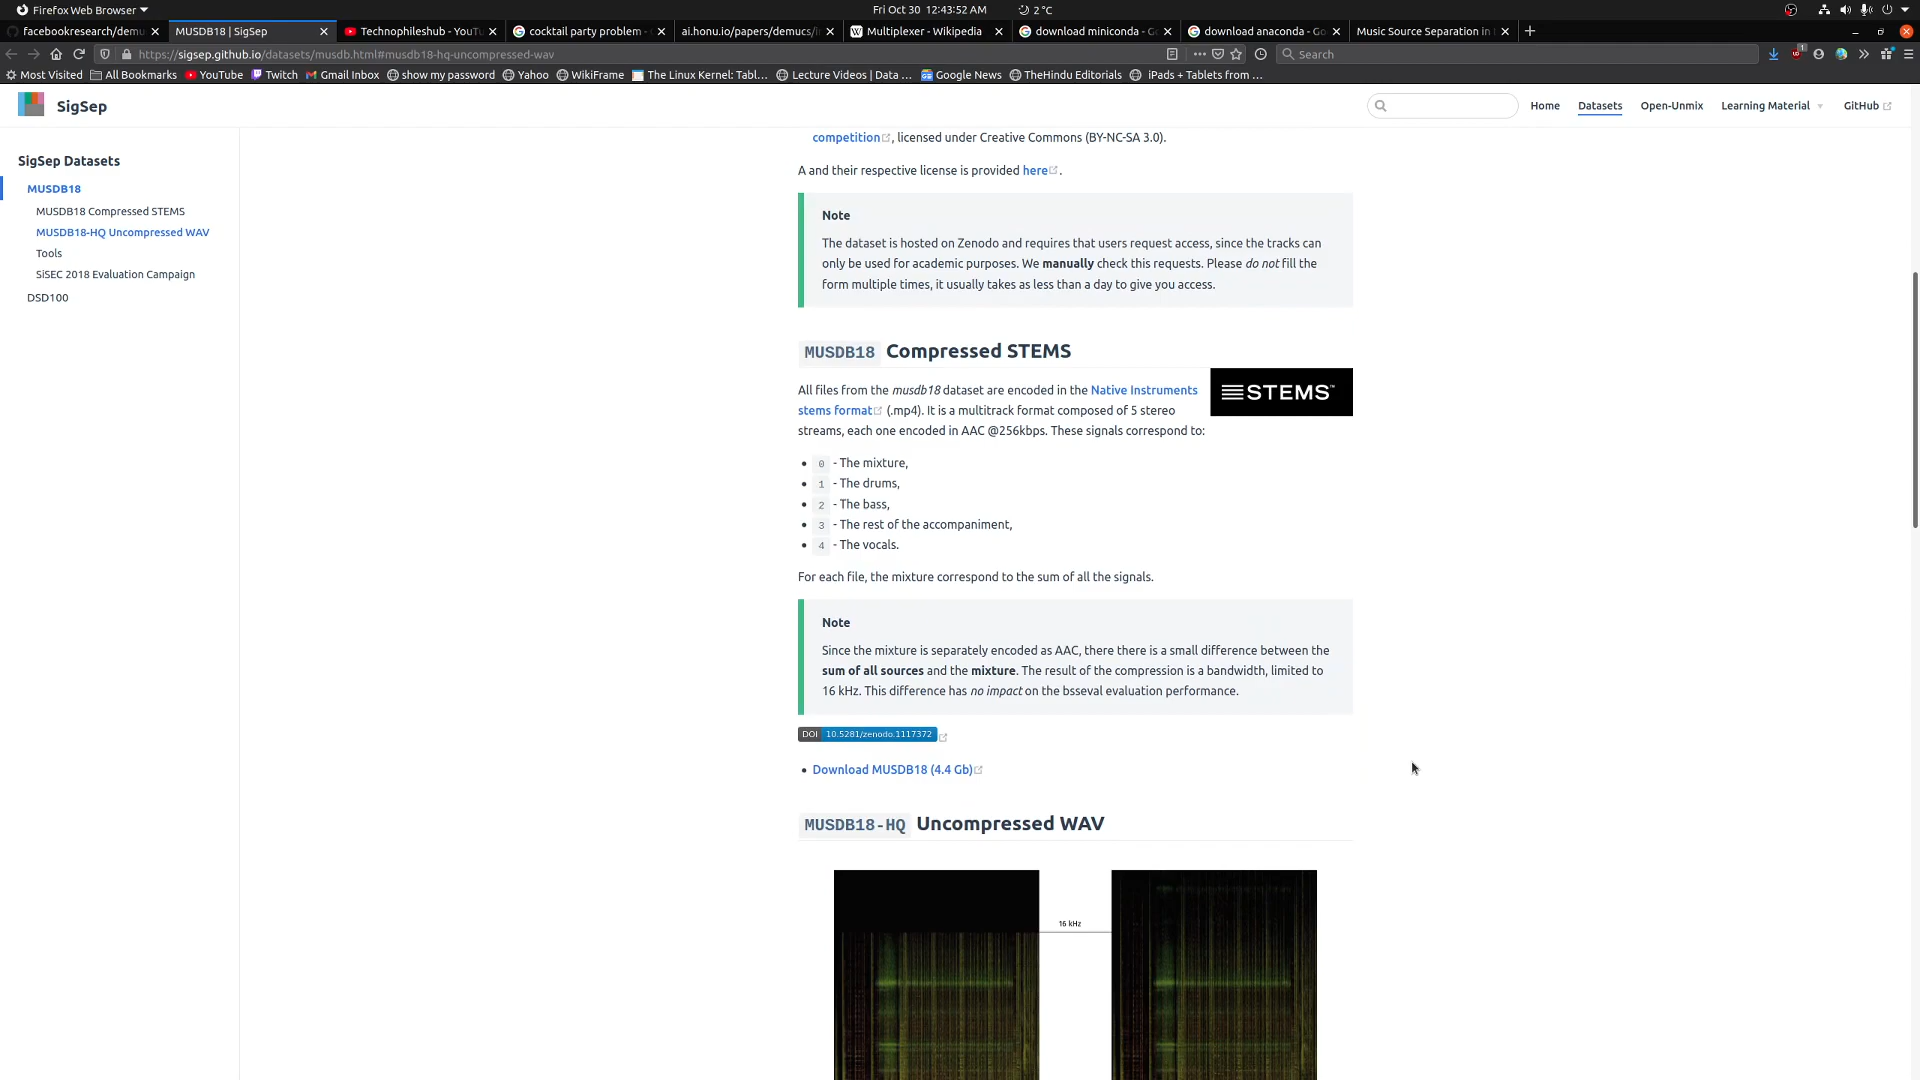 Firefox Web Browser
Fri Oct 30 12:43:52 AM
2 °C
facebookresearch/demu
MUSDB18 | SigSep
Technophileshub - YouTu
cocktail party problem -
ai.honu.io/papers/demucs/
Multiplexer - Wikipedia
download miniconda - G
download anaconda - Go
Music Source Separation in
https://sigsep.github.io/datasets/musdb.html#musdb18-hq-uncompressed-wav
Search
Most Visited
All Bookmarks
YouTube
Twitch
Gmail Inbox
show my password
Yahoo
WikiFrame
The Linux Kernel: Tabl...
Lecture Videos | Data ...
Google News
TheHindu Editorials
iPads + Tablets from ...
SigSep
Home
Datasets
Open-Unmix
Learning Material
GitHub
SigSep Datasets
MUSDB18
MUSDB18 Compressed STEMS
MUSDB18-HQ Uncompressed WAV
Tools
SiSEC 2018 Evaluation Campaign
DSD100
competition, licensed under Creative Commons (BY-NC-SA 3.0).
A and their respective license is provided here.
Note
The dataset is hosted on Zenodo and requires that users request access, since the tracks can
only be used for academic purposes. We manually check this requests. Please do not fill the
form multiple times, it usually takes as less than a day to give you access.
MUSDB18 Compressed STEMS
STEMS™
All files from the musdb18 dataset are encoded in the Native Instruments
stems format (.mp4). It is a multitrack format composed of 5 stereo
streams, each one encoded in AAC @256kbps. These signals correspond to:
• 0 - The mixture,
• 1 - The drums,
• 2 - The bass,
• 3 - The rest of the accompaniment,
• 4 - The vocals.
For each file, the mixture correspond to the sum of all the signals.
Note
Since the mixture is separately encoded as AAC, there there is a small difference between the
sum of all sources and the mixture. The result of the compression is a bandwidth, limited to
16 kHz. This difference has no impact on the bsseval evaluation performance.
DOI 10.5281/zenodo.1117372
• Download MUSDB18 (4.4 Gb)
MUSDB18-HQ Uncompressed WAV
16 kHz